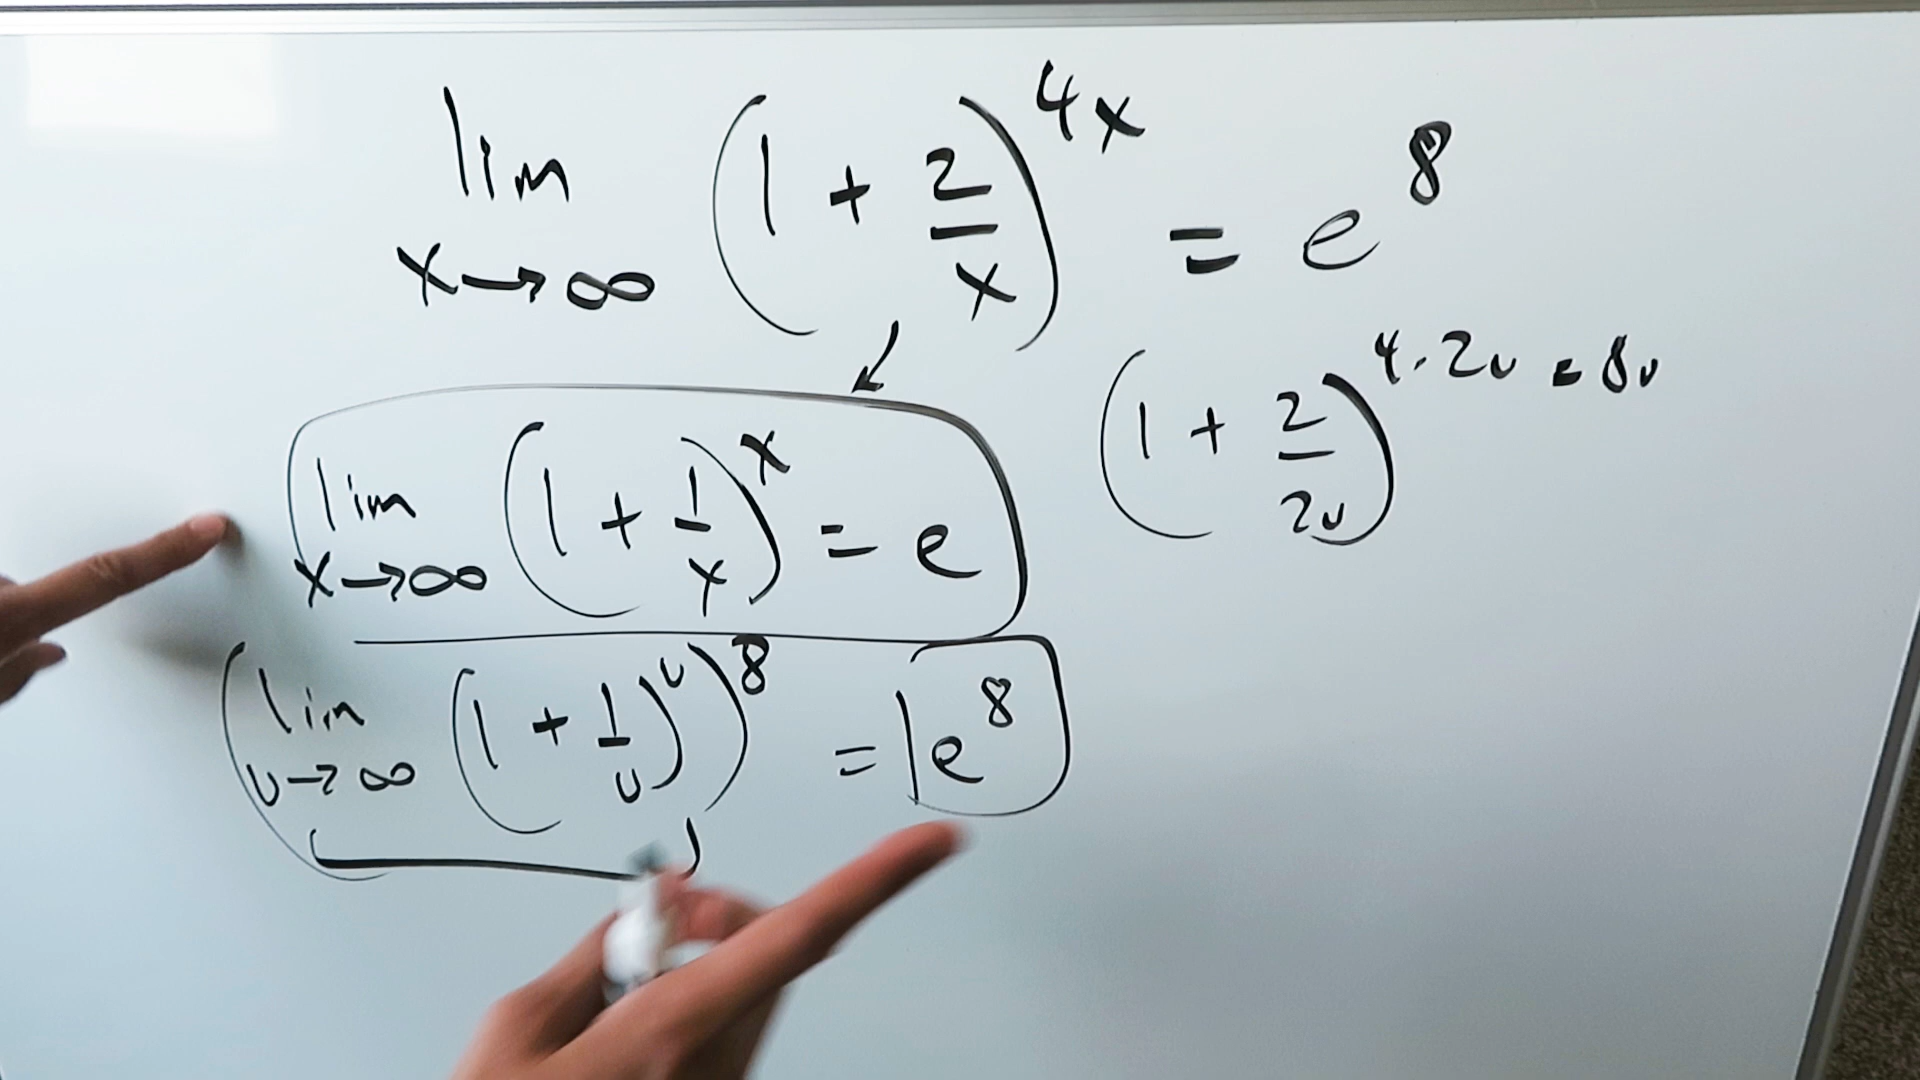 lim x→∞ (1 + 2/x)^4x = e^8
(1 + 2/2u)^4·2u = 8u
lim x→∞ (1 + 1/x)^x = e
(lim u→∞ (1 + 1/u)^u)^8 = e^8